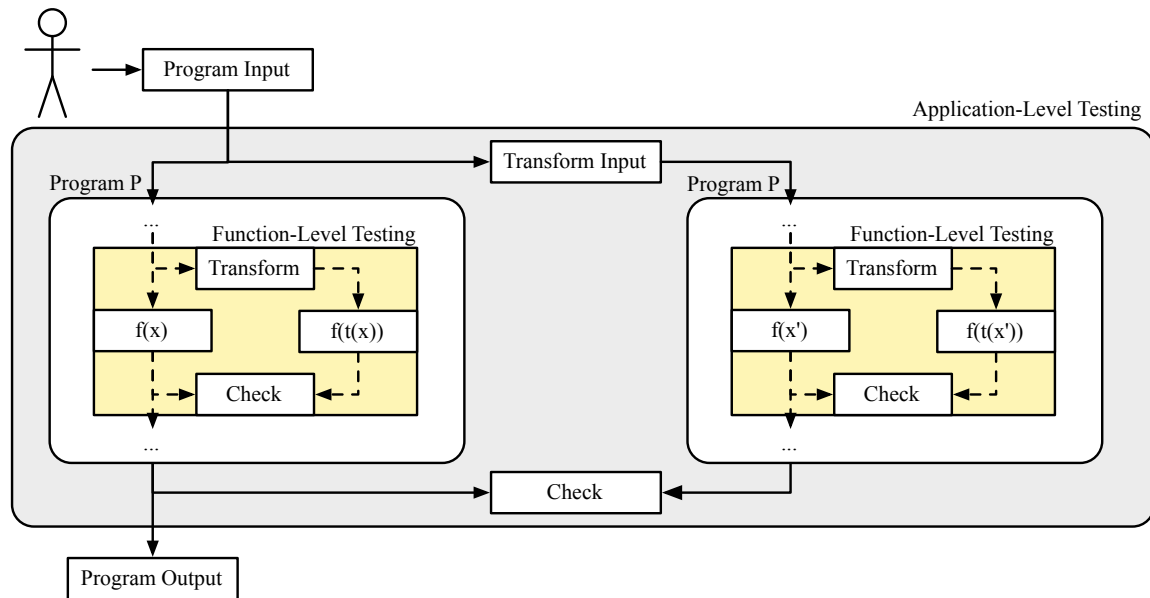 Program Input
Application-Level Testing
Transform Input
Program P
Program P
...
...
Function-Level Testing
Function-Level Testing
Transform
Transform
f(x)
f(t(x))
f(x')
f(t(x'))
Check
Check
...
...
Check
Program Output